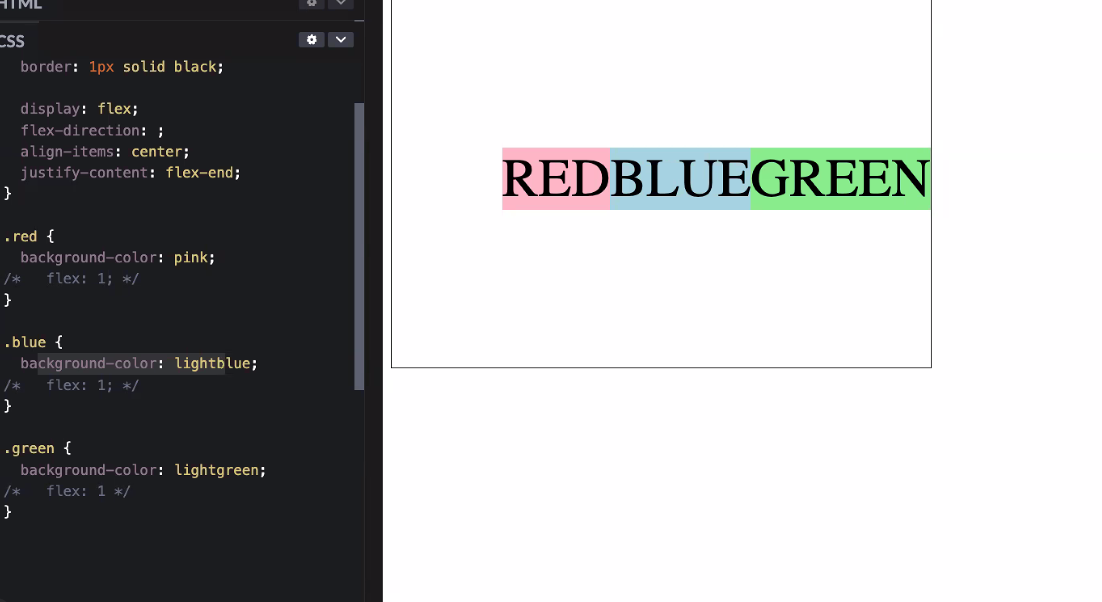 HTML
CSS
border: 1px solid black;
display: flex;
flex-direction: ;
align-items: center;
justify-content: flex-end;
}
.red {
background-color: pink;
/*   flex: 1; */
}
.blue {
background-color: lightblue;
/*   flex: 1; */
}
.green {
background-color: lightgreen;
/*   flex: 1 */
}
REDBLUEGREEN